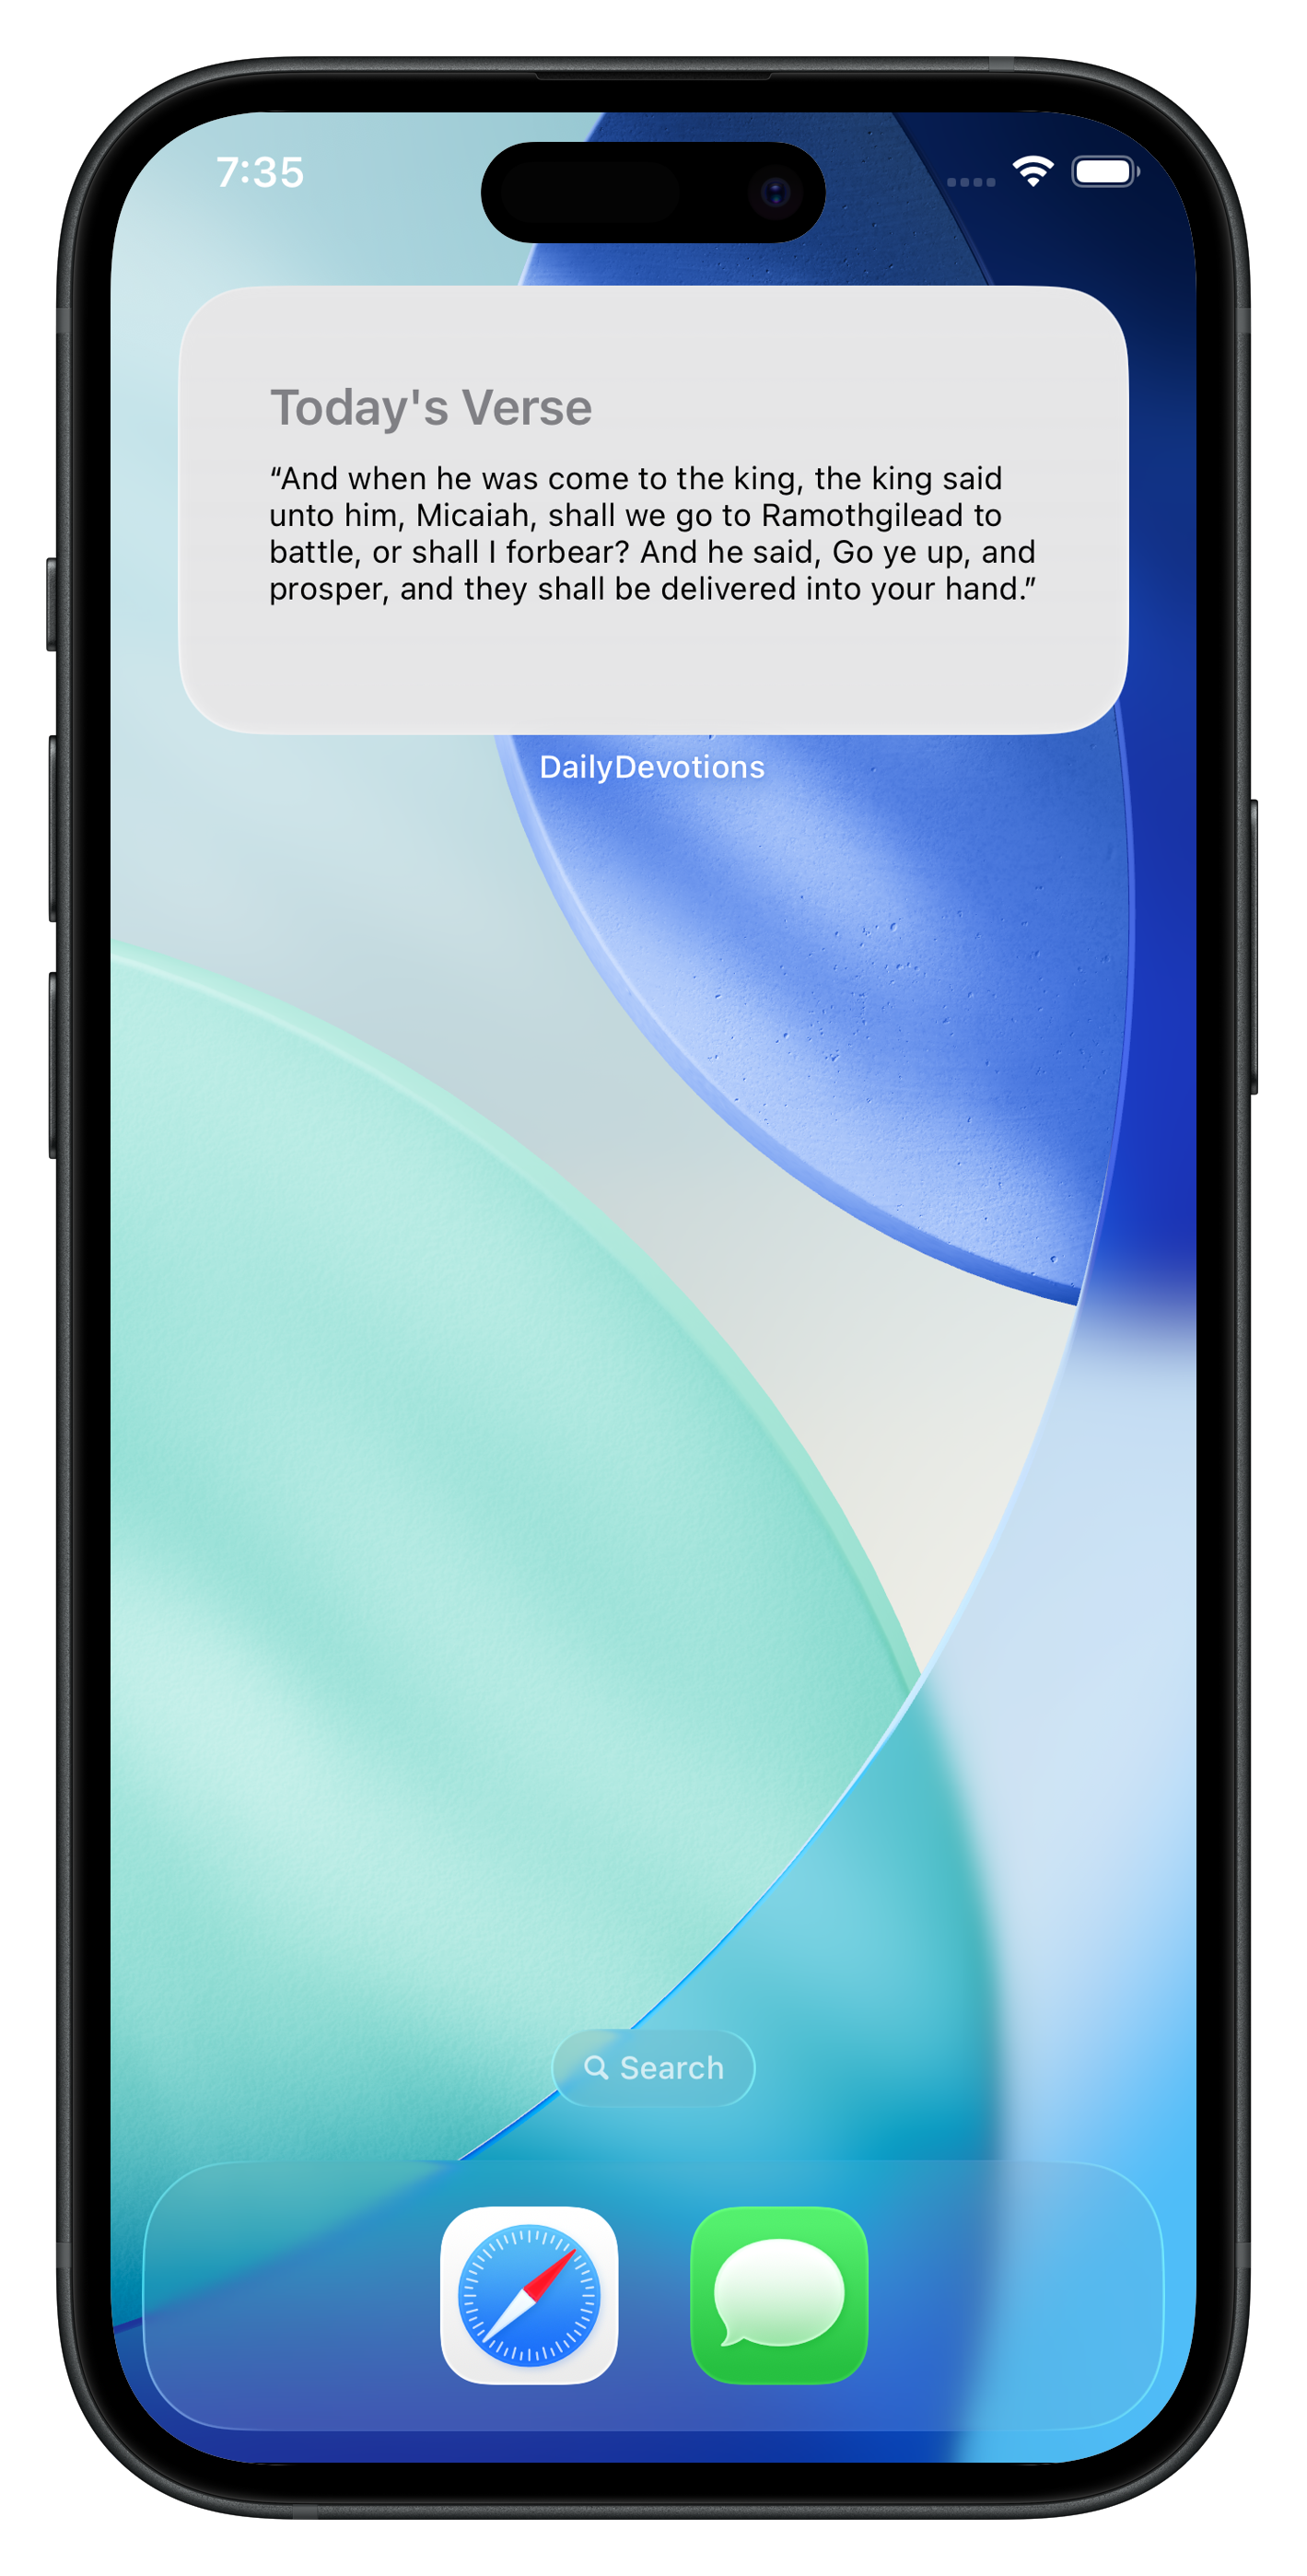 7:35
Today's Verse
“And when he was come to the king, the king said
unto him, Micaiah, shall we go to Ramothgilead to
battle, or shall I forbear? And he said, Go ye up, and
prosper, and they shall be delivered into your hand.”
DailyDevotions
Search